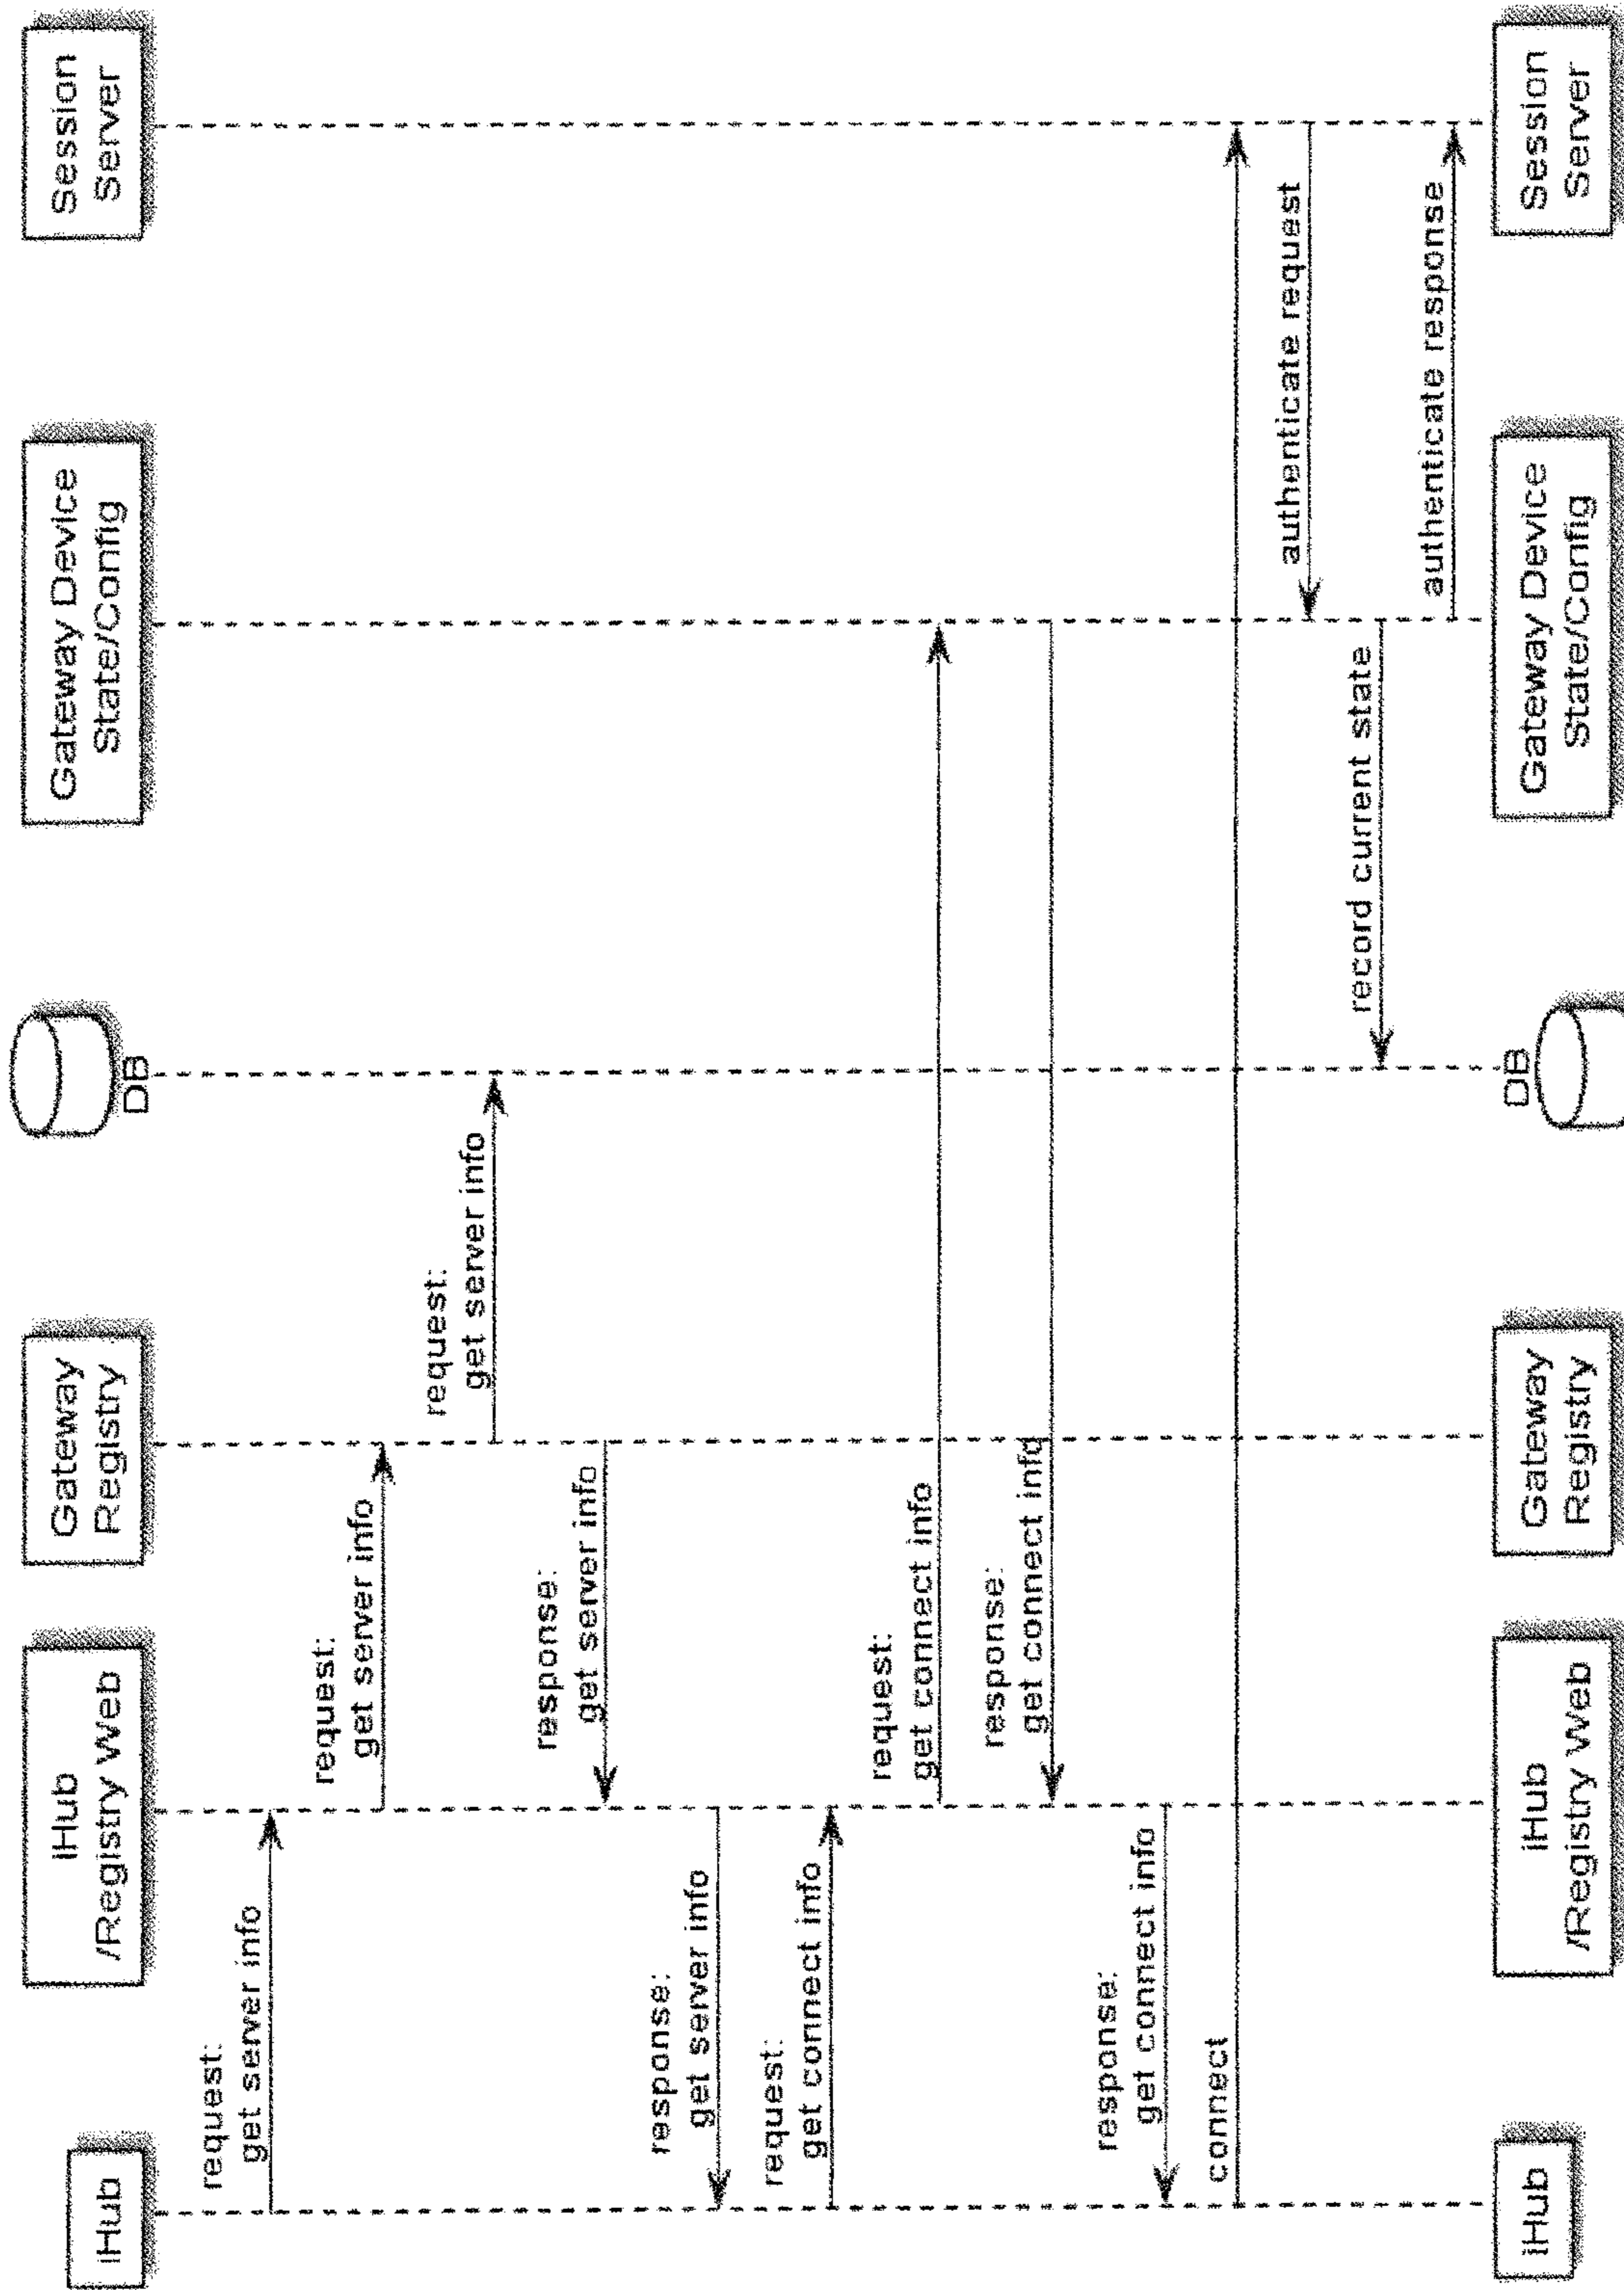 iHub
iHub
/Registry Web
Gateway
Registry
DB
Gateway Device
State/Config
Session
Server
request:
get server info
request:
get server info
request:
get server info
response:
get server info
response:
get server info
request:
get connect info
request:
get connect info
response:
get connect info
response:
get connect info
connect
authenticate request
record current state
authenticate response
iHub
iHub
/Registry Web
Gateway
Registry
DB
Gateway Device
State/Config
Session
Server